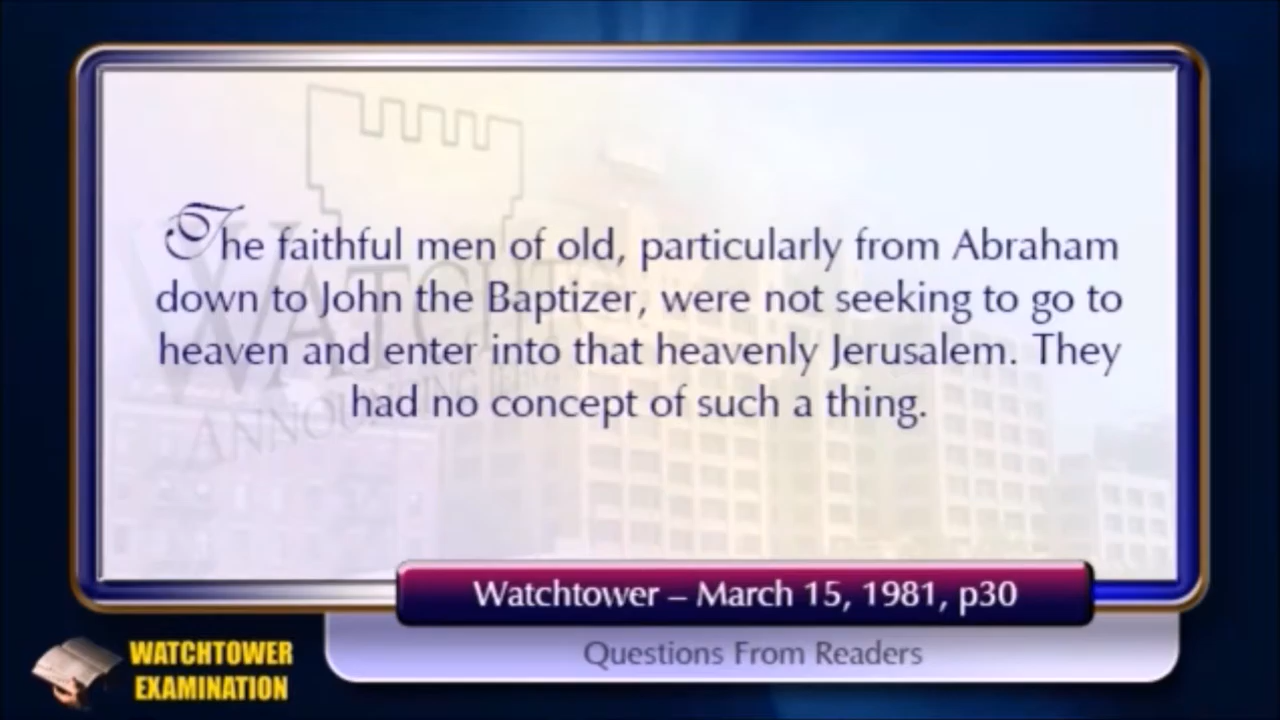 The faithful men of old, particularly from Abraham
down to John the Baptizer, were not seeking to go to
heaven and enter into that heavenly Jerusalem. They
had no concept of such a thing.
WATCHT
ANNOUNCING
Watchtower – March 15, 1981, p30
Questions From Readers
WATCHTOWER
EXAMINATION